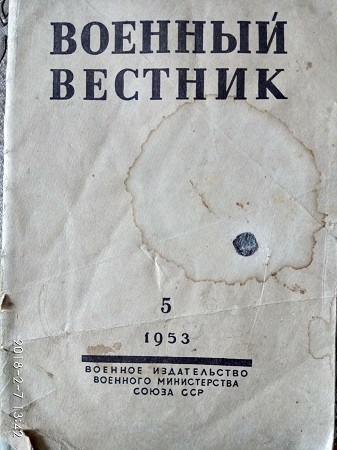 ВОЕННЫЙ
ВЕСТНИК
5
1953
ВОЕННОЕ ИЗДАТЕЛЬСТВО
ВОЕННОГО МИНИСТЕРСТВА
СОЮЗА ССР
2018-2-7 13:42